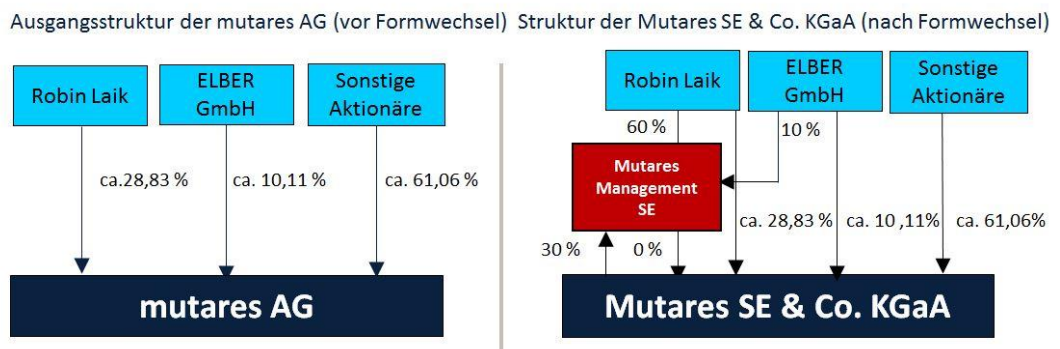 Ausgangsstruktur der mutares AG (vor Formwechsel)
Robin Laik
ELBER
GmbH
Sonstige
Aktionäre
ca.28,83 %
ca. 10,11 %
ca. 61,06 %
mutares AG
Struktur der Mutares SE & Co. KGaA (nach Formwechsel)
Robin Laik
ELBER
GmbH
Sonstige
Aktionäre
60 %
10 %
Mutares
Management
SE
ca. 28,83 %
ca. 10 ,11%
ca. 61,06%
30 %
0 %
Mutares SE & Co. KGaA